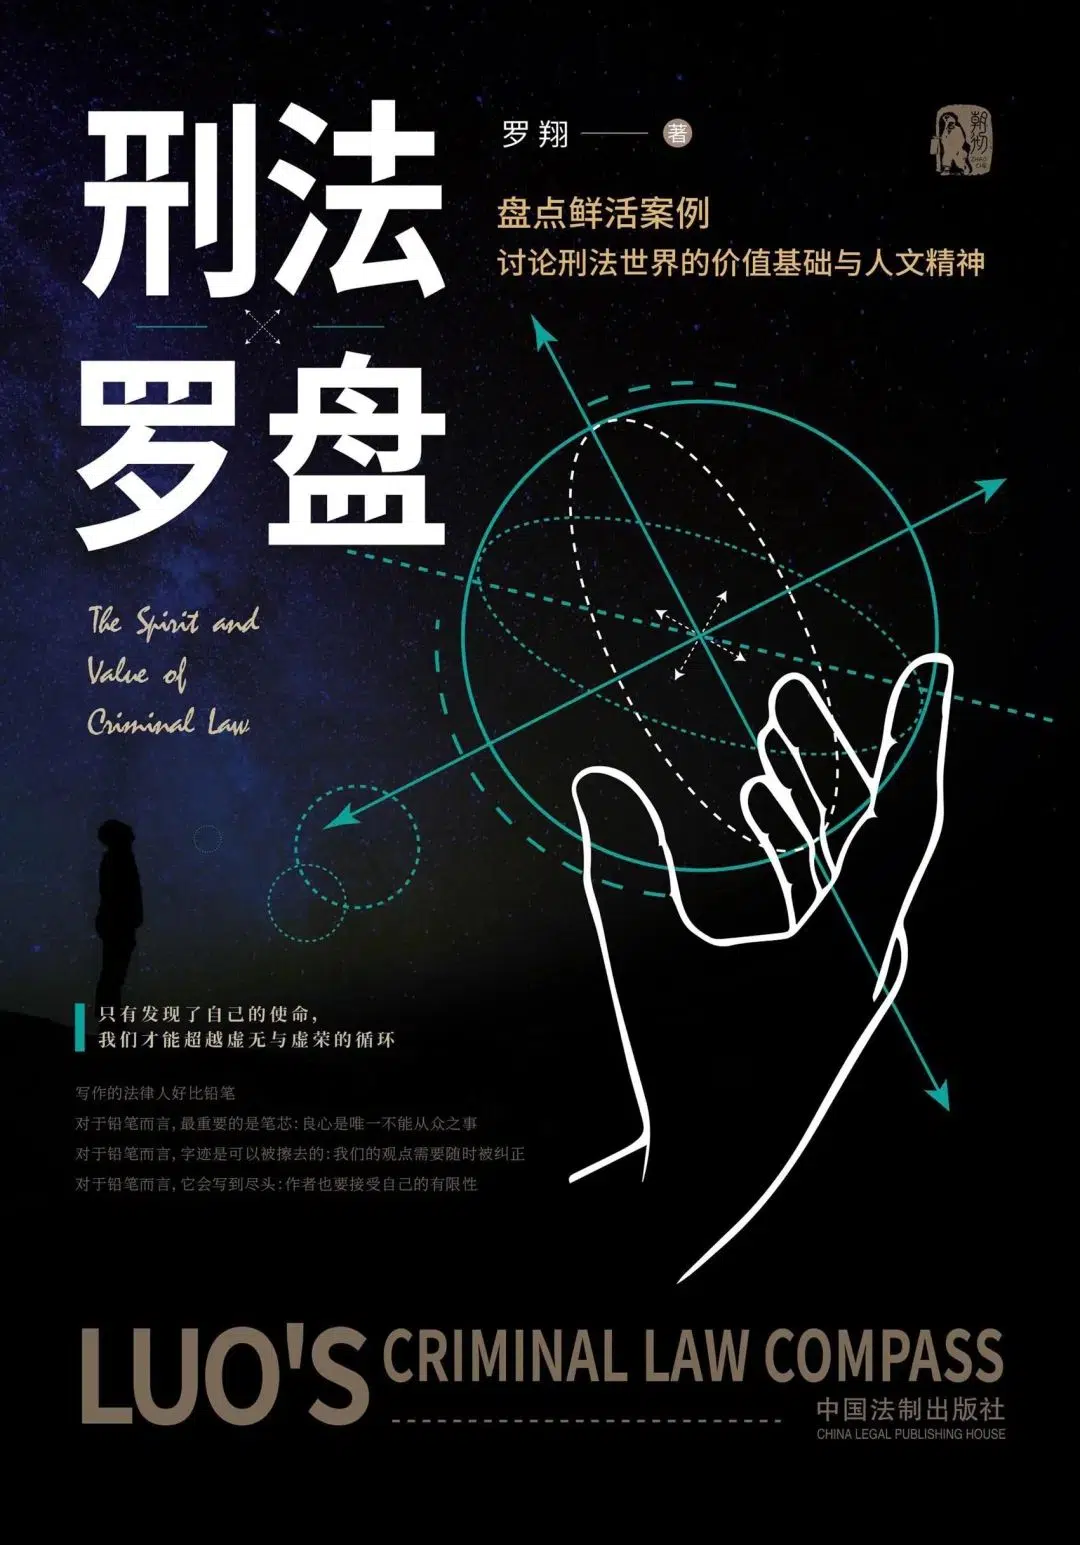 刑法
罗盘
罗翔 著
盘点鲜活案例
讨论刑法世界的价值基础与人文精神
朝彻
The Spirit and
Value of
Criminal Law
只有发现了自己的使命，
我们才能超越虚无与虚荣的循环
写作的法律人好比铅笔
对于铅笔而言，最重要的是笔芯：良心是唯一不能从众之事
对于铅笔而言，字迹是可以被擦去的：我们的观点需要随时被纠正
对于铅笔而言，它会写到尽头：作者也要接受自己的有限性
LUO'S CRIMINAL LAW COMPASS
中国法制出版社
CHINA LEGAL PUBLISHING HOUSE